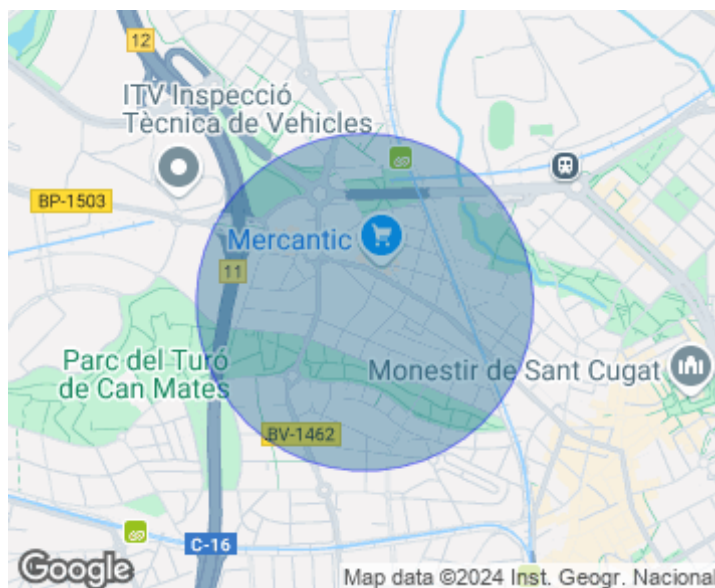 12
ITV Inspecció
Tècnica de Vehicles
BP-1503
Mercantic
11
Parc del Turó
de Can Mates
Monestir de Sant Cugat
BV-1462
C-16
Google
Map data ©2024 Inst. Geogr. Nacional